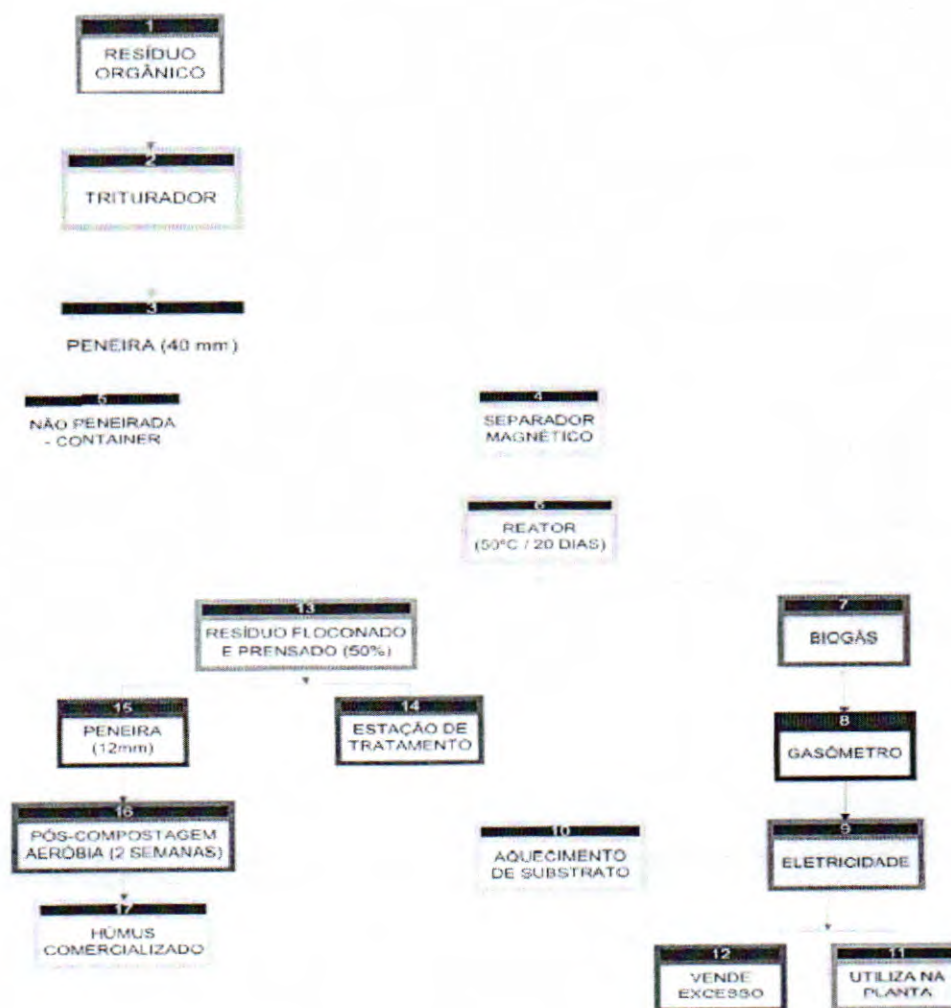 1
RESÍDUO
ORGÂNICO
2
TRITURADOR
3
PENEIRA (40 mm)
5
NÃO PENEIRADA
- CONTAINER
4
SEPARADOR
MAGNÉTICO
6
REATOR
(50°C / 20 DIAS)
13
RESÍDUO FLOCONADO
E PRENSADO (50%)
7
BIOGÁS
15
PENEIRA
(12mm)
14
ESTAÇÃO DE
TRATAMENTO
8
GASÔMETRO
16
PÓS-COMPOSTAGEM
AERÓBIA (2 SEMANAS)
10
AQUECIMENTO
DE SUBSTRATO
9
ELETRICIDADE
17
HÚMUS
COMERCIALIZADO
12
VENDE
EXCESSO
11
UTILIZA NA
PLANTA